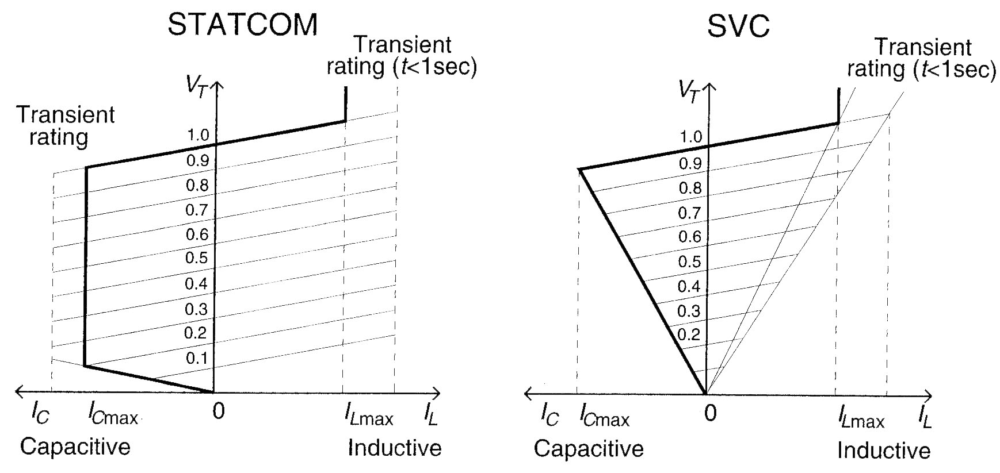 STATCOM
Transient
rating (t<1sec)
V_T
Transient
rating
1.0
0.9
0.8
0.7
0.6
0.5
0.4
0.3
0.2
0.1
I_C
I_Cmax
0
I_Lmax
I_L
Capacitive
Inductive
SVC
Transient
rating (t<1sec)
V_T
1.0
0.9
0.8
0.7
0.6
0.5
0.4
0.3
0.2
I_C
I_Cmax
0
I_Lmax
I_L
Capacitive
Inductive